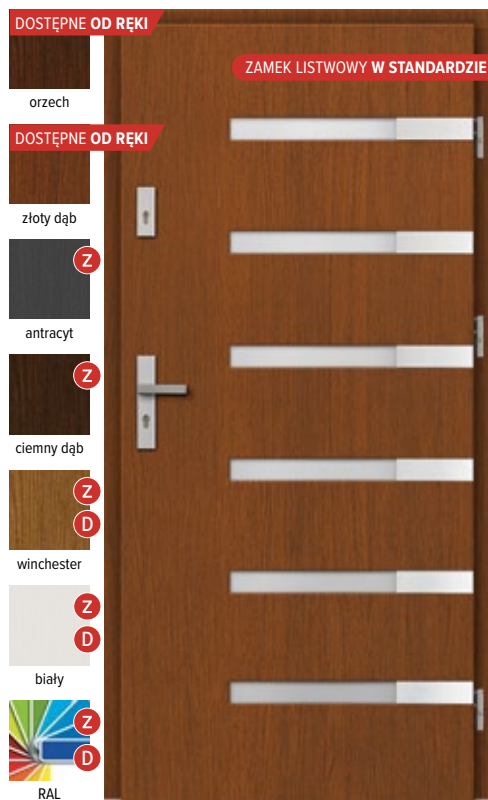 DOSTĘPNE OD RĘKI
orzech
ZAMEK LISTWOWY W STANDARDZIE
DOSTĘPNE OD RĘKI
złoty dąb
Z
antracyt
Z
ciemny dąb
Z
D
winchester
Z
D
biały
Z
D
RAL